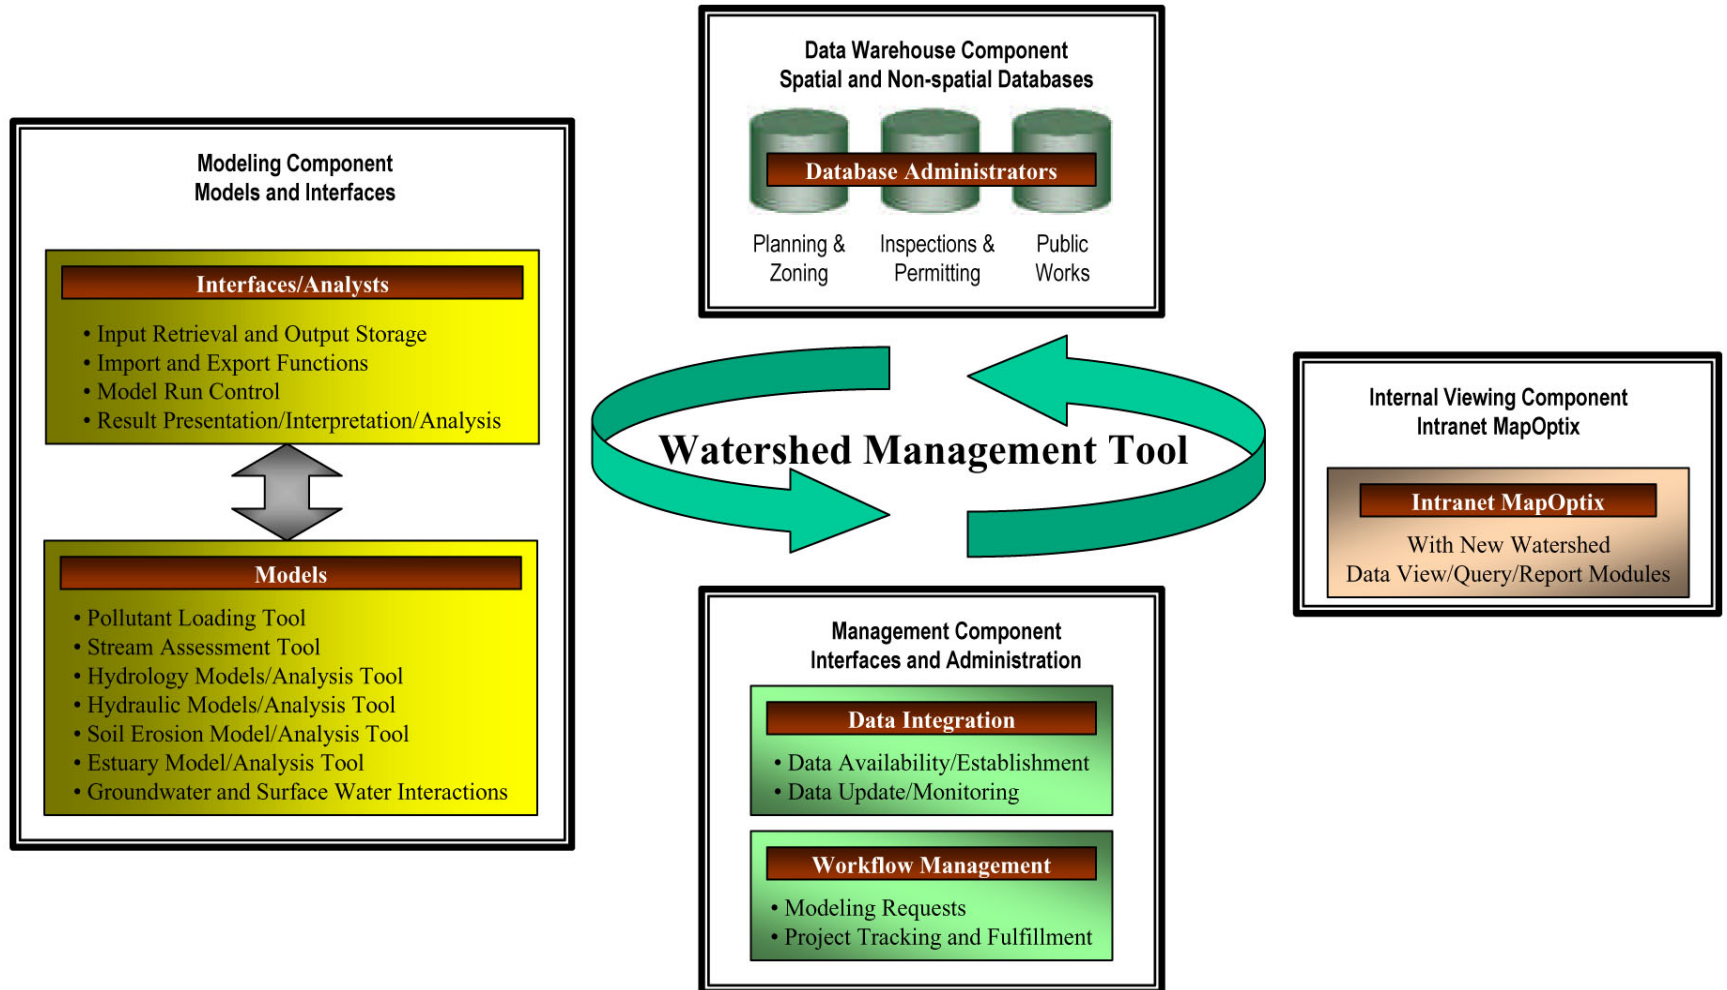 Data Warehouse Component
Spatial and Non-spatial Databases
Database Administrators
Planning &
Zoning
Inspections &
Permitting
Public
Works
Modeling Component
Models and Interfaces
Interfaces/Analysts
• Input Retrieval and Output Storage
• Import and Export Functions
• Model Run Control
• Result Presentation/Interpretation/Analysis
Models
• Pollutant Loading Tool
• Stream Assessment Tool
• Hydrology Models/Analysis Tool
• Hydraulic Models/Analysis Tool
• Soil Erosion Model/Analysis Tool
• Estuary Model/Analysis Tool
• Groundwater and Surface Water Interactions
Watershed Management Tool
Internal Viewing Component
Intranet MapOptix
Intranet MapOptix
With New Watershed
Data View/Query/Report Modules
Management Component
Interfaces and Administration
Data Integration
• Data Availability/Establishment
• Data Update/Monitoring
Workflow Management
• Modeling Requests
• Project Tracking and Fulfillment